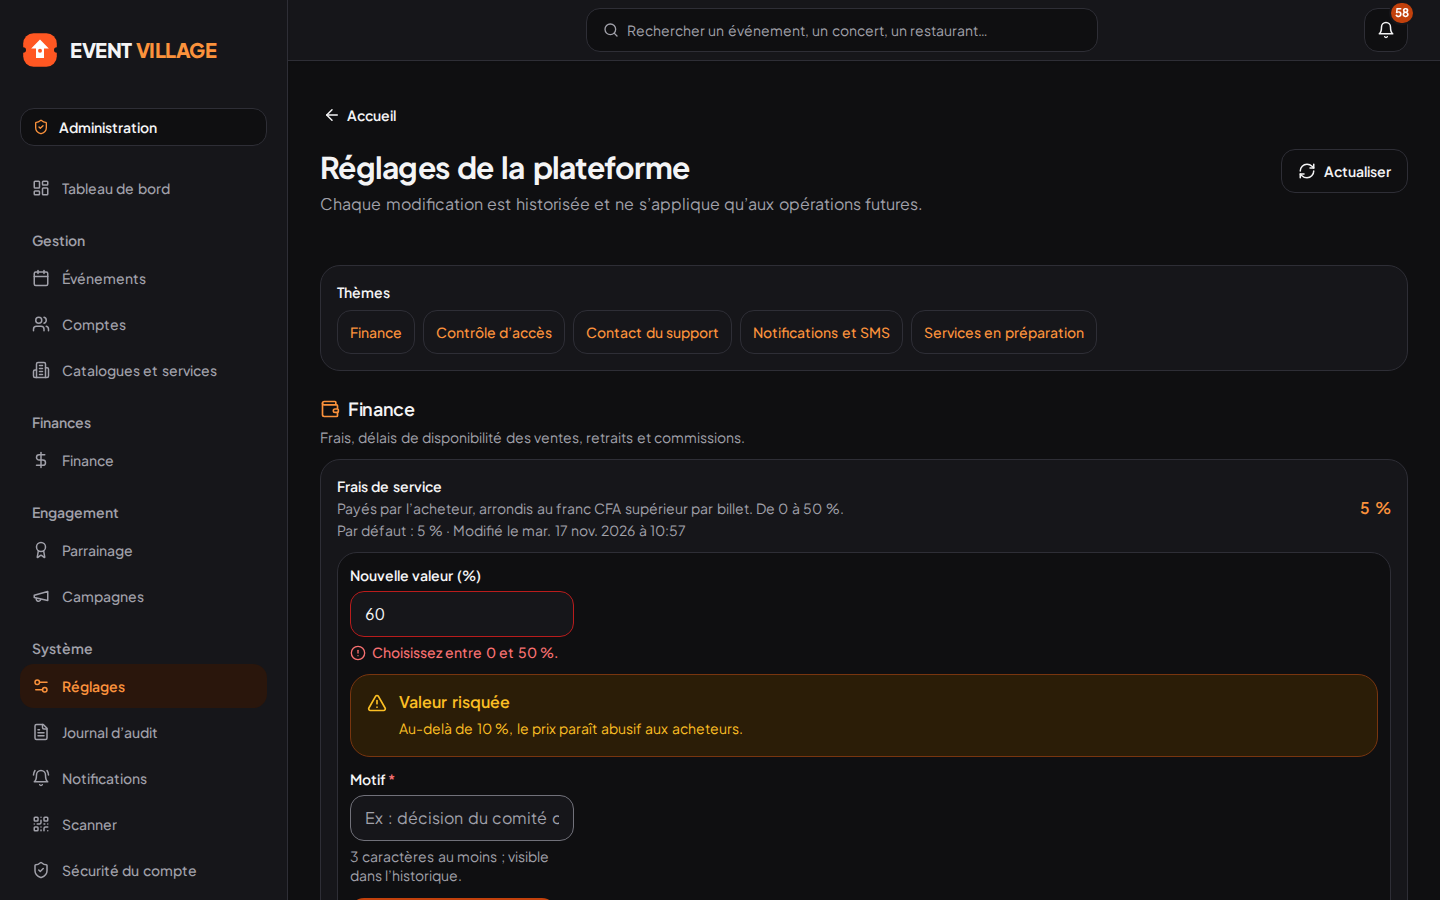 EVENT VILLAGE
Rechercher un événement, un concert, un restaurant…
58
Administration
Tableau de bord
Gestion
Événements
Comptes
Catalogues et services
Finances
Finance
Engagement
Parrainage
Campagnes
Système
Réglages
Journal d’audit
Notifications
Scanner
Sécurité du compte
Accueil
Réglages de la plateforme
Actualiser
Chaque modification est historisée et ne s’applique qu’aux opérations futures.
Thèmes
Finance
Contrôle d’accès
Contact du support
Notifications et SMS
Services en préparation
Finance
Frais, délais de disponibilité des ventes, retraits et commissions.
Frais de service
Payés par l’acheteur, arrondis au franc CFA supérieur par billet. De 0 à 50 %.
5 %
Par défaut : 5 % · Modifié le mar. 17 nov. 2026 à 10:57
Nouvelle valeur (%)
60
Choisissez entre 0 et 50 %.
Valeur risquée
Au-delà de 10 %, le prix paraît abusif aux acheteurs.
Motif *
Ex : décision du comité
3 caractères au moins ; visible
dans l’historique.